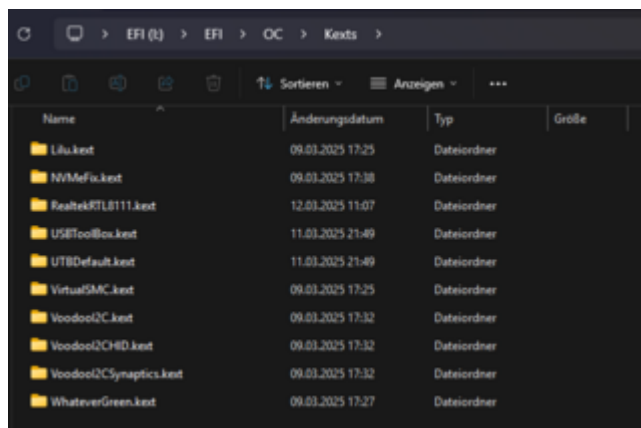 EFI (I:) > EFI > OC > Kexts >
Sortieren Anzeigen ...
Name Änderungsdatum Typ Größe
Lilu.kext 09.03.2025 17:25 Dateiordner
NVMeFix.kext 09.03.2025 17:38 Dateiordner
RealtekRTL8111.kext 12.03.2025 11:07 Dateiordner
USBToolBox.kext 11.03.2025 21:49 Dateiordner
UTBDefault.kext 11.03.2025 21:49 Dateiordner
VirtualSMC.kext 09.03.2025 17:25 Dateiordner
VoodooI2C.kext 09.03.2025 17:32 Dateiordner
VoodooI2CHID.kext 09.03.2025 17:32 Dateiordner
VoodooI2CSynaptics.kext 09.03.2025 17:32 Dateiordner
WhateverGreen.kext 09.03.2025 17:27 Dateiordner